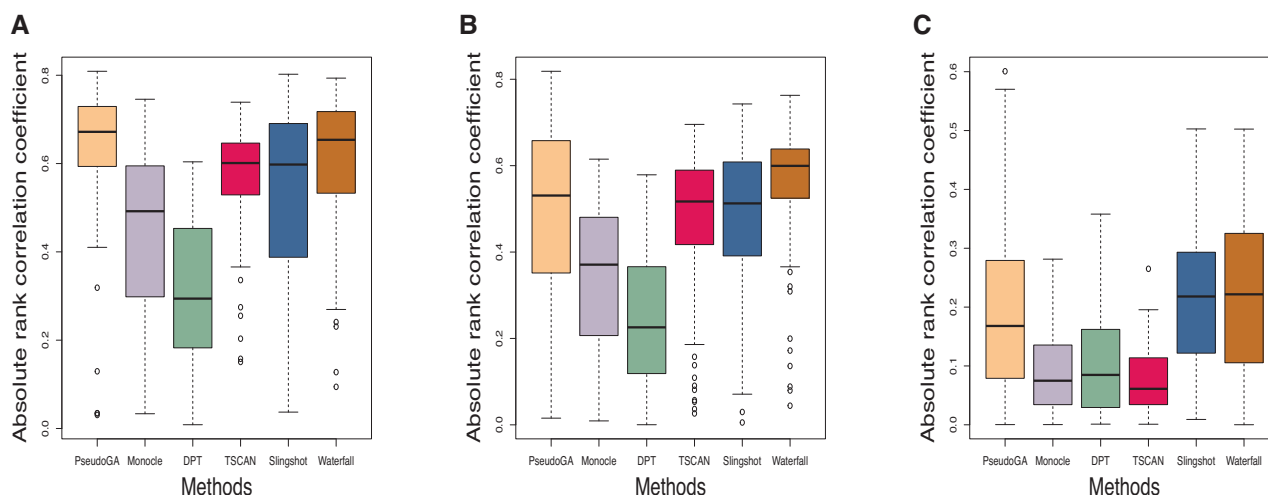 A
Absolute rank correlation coefficient
0.8
0.6
0.4
0.2
0.0
PseudoGA Monocle DPT TSCAN Slingshot Waterfall
Methods
B
Absolute rank correlation coefficient
0.8
0.6
0.4
0.2
0.0
PseudoGA Monocle DPT TSCAN Slingshot Waterfall
Methods
C
Absolute rank correlation coefficient
0.6
0.5
0.4
0.3
0.2
0.1
0.0
PseudoGA Monocle DPT TSCAN Slingshot Waterfall
Methods